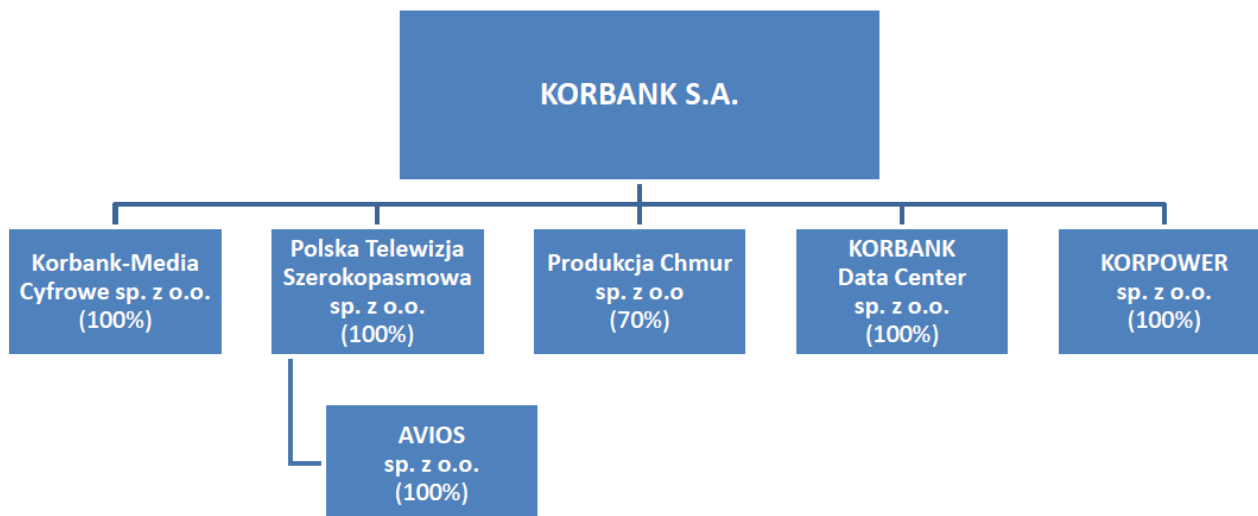 KORBANK S.A.
Korbank-Media
Cyfrowe sp. z o.o.
(100%)
Polska Telewizja
Szerokopasmowa
sp. z o.o.
(100%)
Produkcja Chmur
sp. z o.o
(70%)
KORBANK
Data Center
sp. z o.o.
(100%)
KORPOWER
sp. z o.o.
(100%)
AVIOS
sp. z o.o.
(100%)